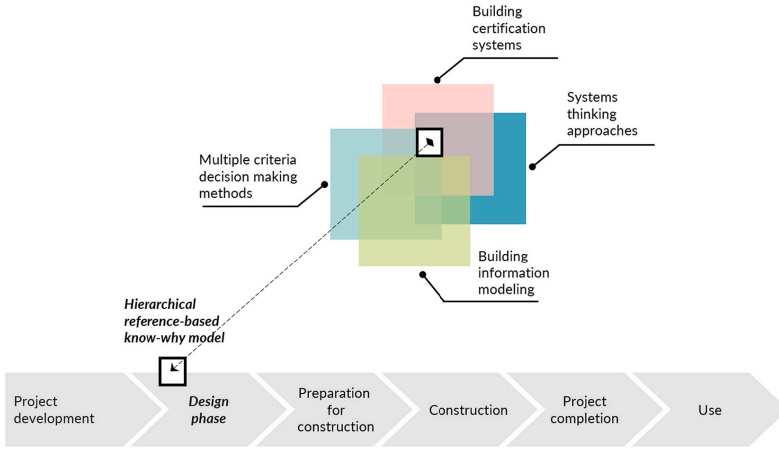 Building
certification
systems
Systems
thinking
approaches
Multiple criteria
decision making
methods
Building
information
modeling
Hierarchical
reference-based
know-why model
Project
development
Design
phase
Preparation
for
construction
Construction
Project
completion
Use